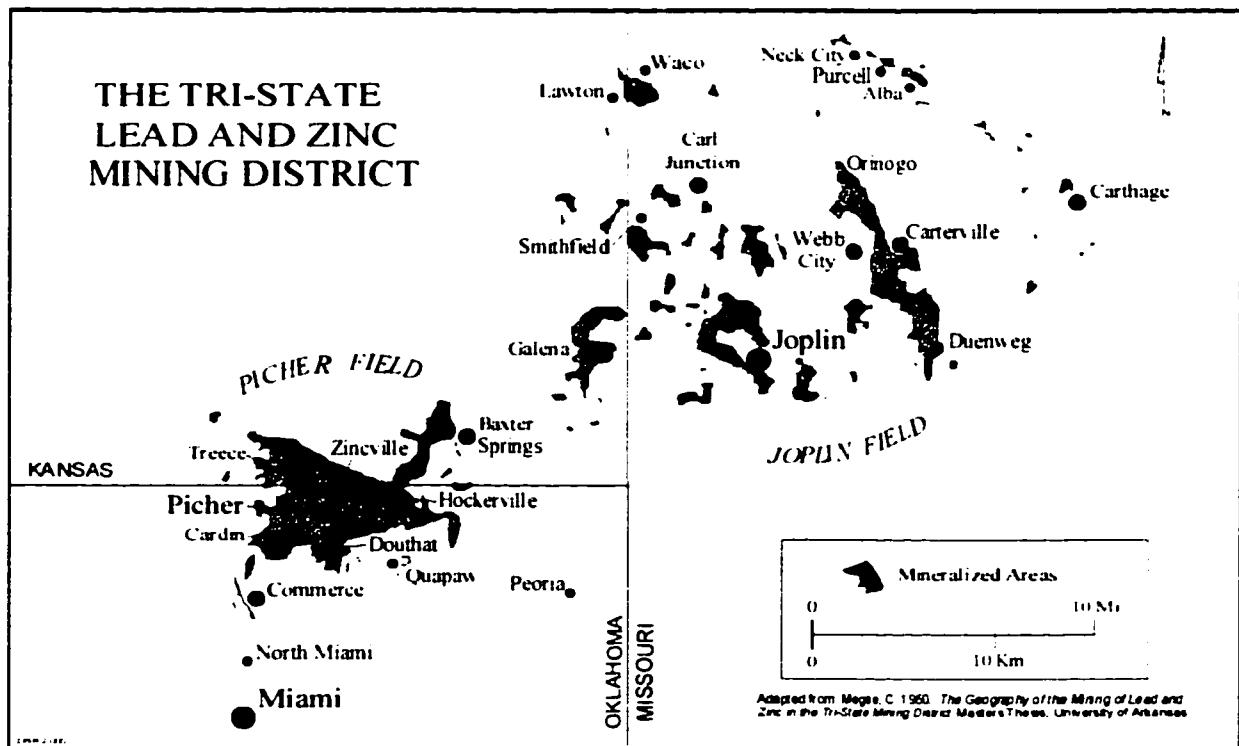 THE TRI-STATE
LEAD AND ZINC
MINING DISTRICT
Waco
Lawton
Neck City
Purcell
Alba
Carl
Junction
Orinogo
Carthage
Smithfield
Webb
City
Carterville
Galena
Joplin
Duenweg
PICHER FIELD
JOPLIN FIELD
Baxter
Springs
Zincville
Treece
KANSAS
Picher
Hockerville
Cardin
Douthat
Quapaw
Peoria
Commerce
North Miami
Miami
OKLAHOMA
MISSOURI
Mineralized Areas
0 10 Mi
0 10 Km
Adapted from: C. 1950. The Geography of the Mining of Lead and
Zinc in the Tri-State Mining District Masters Thesis, University of Arkansas